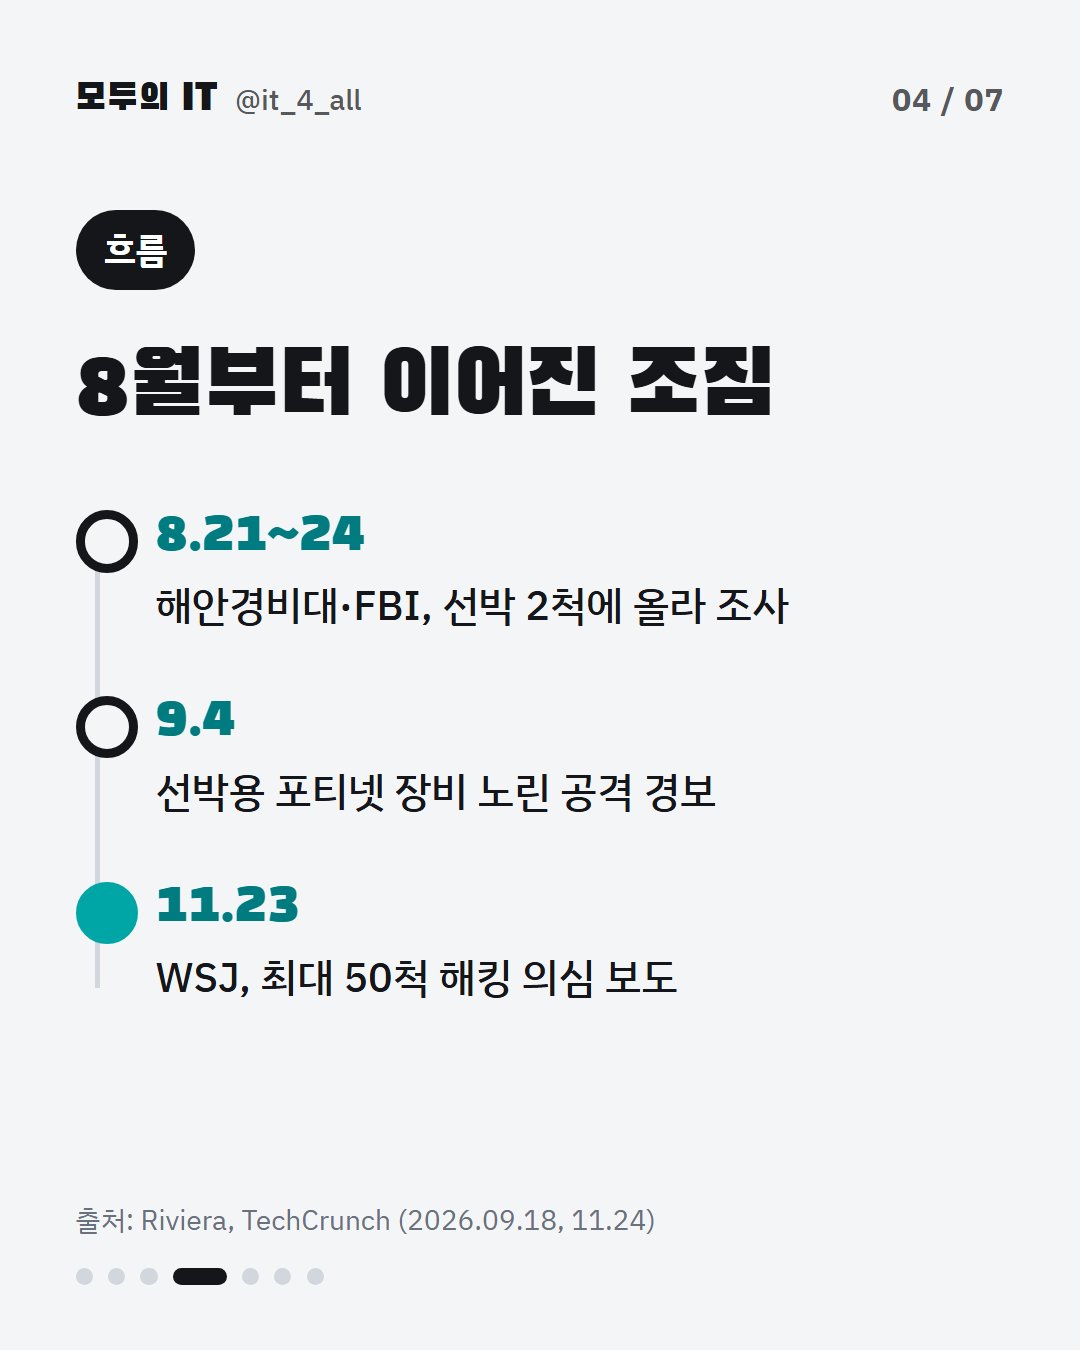 모두의 IT @it_4_all
04 / 07
흐름
8월부터 이어진 조짐
8.21~24
해안경비대·FBI, 선박 2척에 올라 조사
9.4
선박용 포티넷 장비 노린 공격 경보
11.23
WSJ, 최대 50척 해킹 의심 보도
출처: Riviera, TechCrunch (2026.09.18, 11.24)